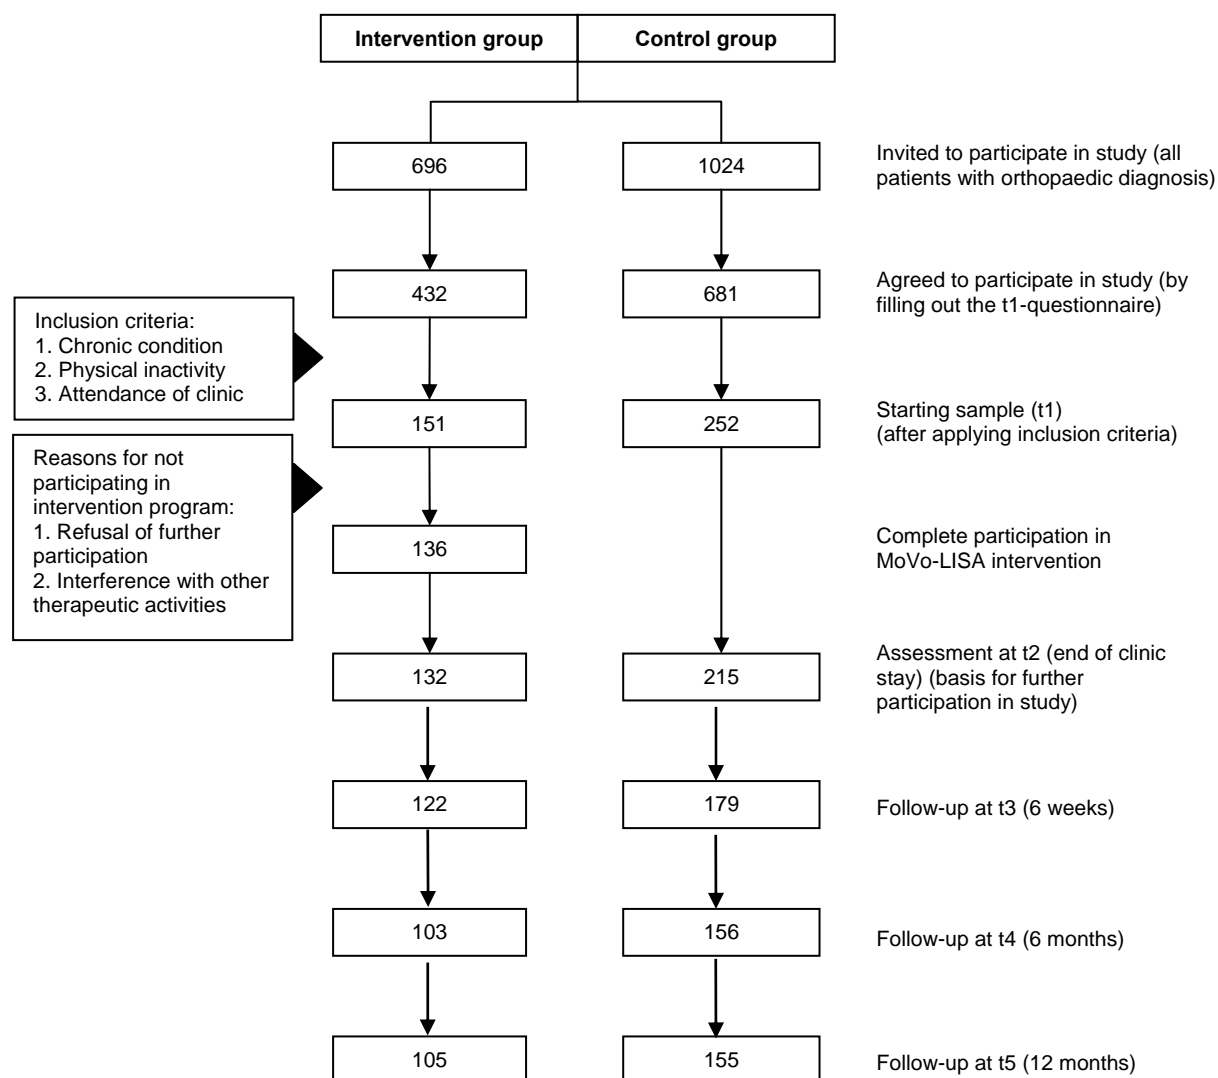 Intervention group
Control group
696
1024
Invited to participate in study (all
patients with orthopaedic diagnosis)
432
681
Agreed to participate in study (by
filling out the t1-questionnaire)
Inclusion criteria:
1. Chronic condition
2. Physical inactivity
3. Attendance of clinic
151
252
Starting sample (t1)
(after applying inclusion criteria)
Reasons for not
participating in
intervention program:
1. Refusal of further
participation
2. Interference with other
therapeutic activities
136
Complete participation in
MoVo-LISA intervention
132
215
Assessment at t2 (end of clinic
stay) (basis for further
participation in study)
122
179
Follow-up at t3 (6 weeks)
103
156
Follow-up at t4 (6 months)
105
155
Follow-up at t5 (12 months)